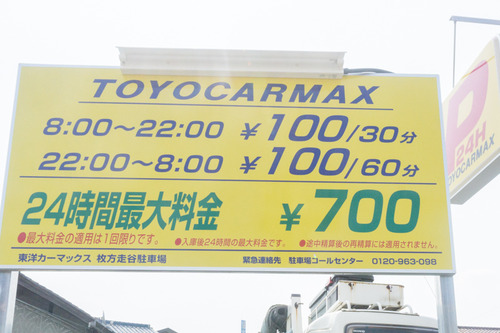 TOYOCARMAX
8:00～22:00 ￥100/30分
22:00～8:00 ￥100/60分
24時間最大料金 ￥700
●最大料金の適用は1回限りです。 ●入庫後24時間の最大料金です。 ●途中精算後の再精算には適用されません。
東洋カーマックス 枚方走谷駐車場 緊急連絡先 駐車場コールセンター 0120-963-098
P
24H
TOYOCARMAX